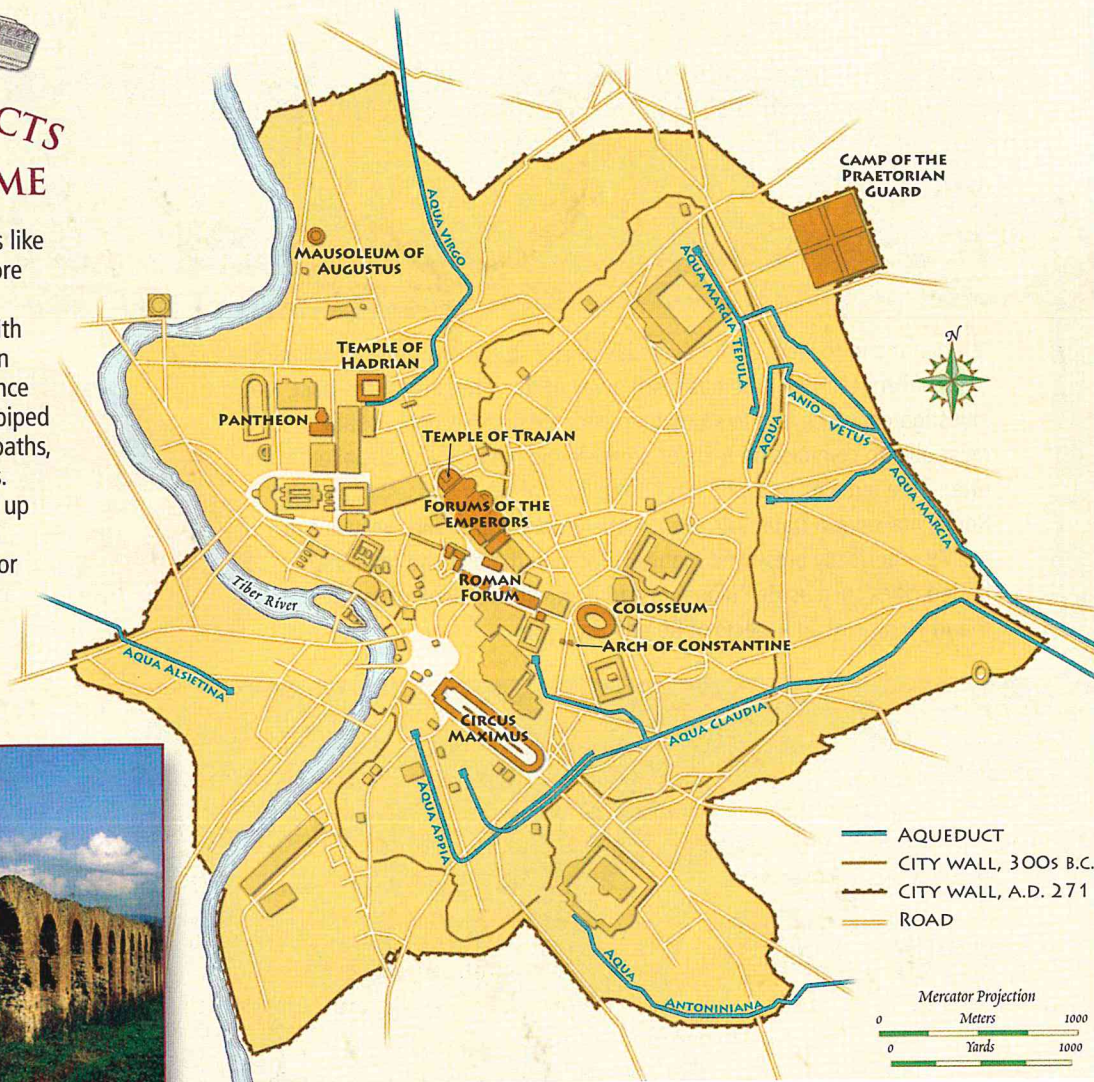 CTS
ME
s like
ore
ith
n
nce
piped
baths,
s.
up
or
CAMP OF THE
PRAETORIAN
GUARD
AQUA VIRGO
MAUSOLEUM OF
AUGUSTUS
AQUA MARCIA TEPULA
N
TEMPLE OF
HADRIAN
PANTHEON
ANIO VETUS
AQUA
TEMPLE OF TRAJAN
FORUMS OF THE
EMPERORS
AQUA MARCIA
ROMAN
FORUM
Tiber River
COLOSSEUM
ARCH OF CONSTANTINE
AQUA ALSIETINA
CIRCUS
MAXIMUS
AQUA CLAUDIA
AQUA APPIA
AQUEDUCT
CITY WALL, 300S B.C.
CITY WALL, A.D. 271
ROAD
AQUA
ANTONINIANA
Mercator Projection
0 Meters 1000
0 Yards 1000